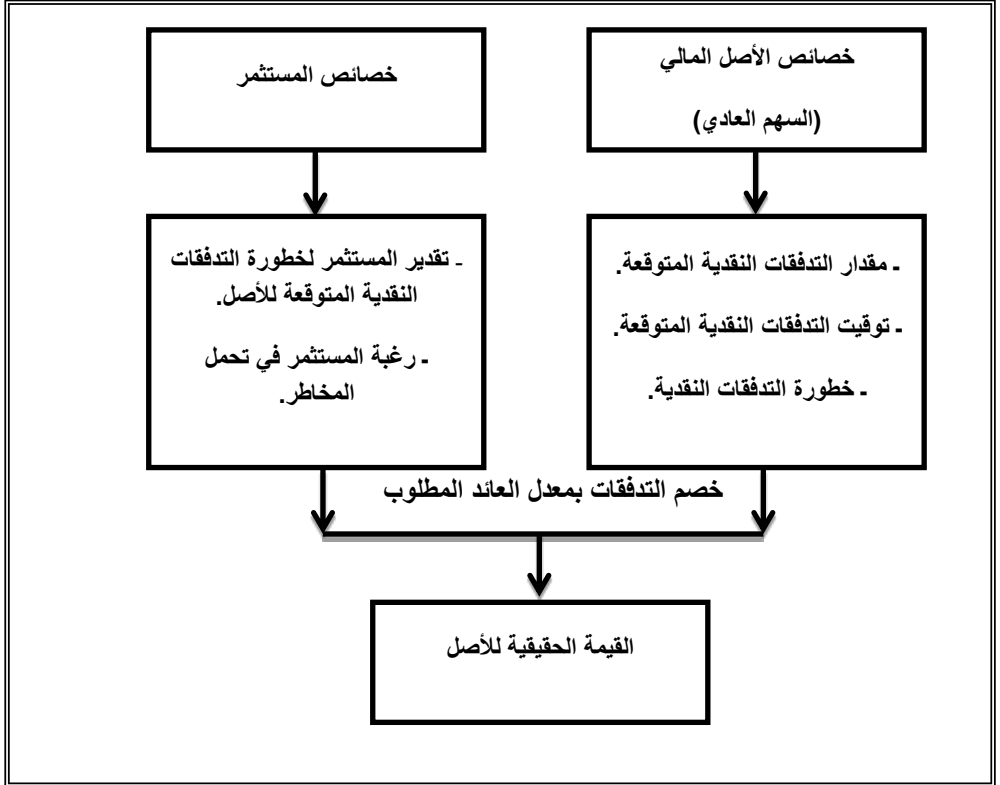 خصائص الأصل المالي
(السهم العادي)
خصائص المستثمر
ـ مقدار التدفقات النقدية المتوقعة.
ـ توقيت التدفقات النقدية المتوقعة.
ـ خطورة التدفقات النقدية.
- تقدير المستثمر لخطورة التدفقات
النقدية المتوقعة للأصل.
ـ رغبة المستثمر في تحمل
المخاطر.
خصم التدفقات بمعدل العائد المطلوب
القيمة الحقيقية للأصل